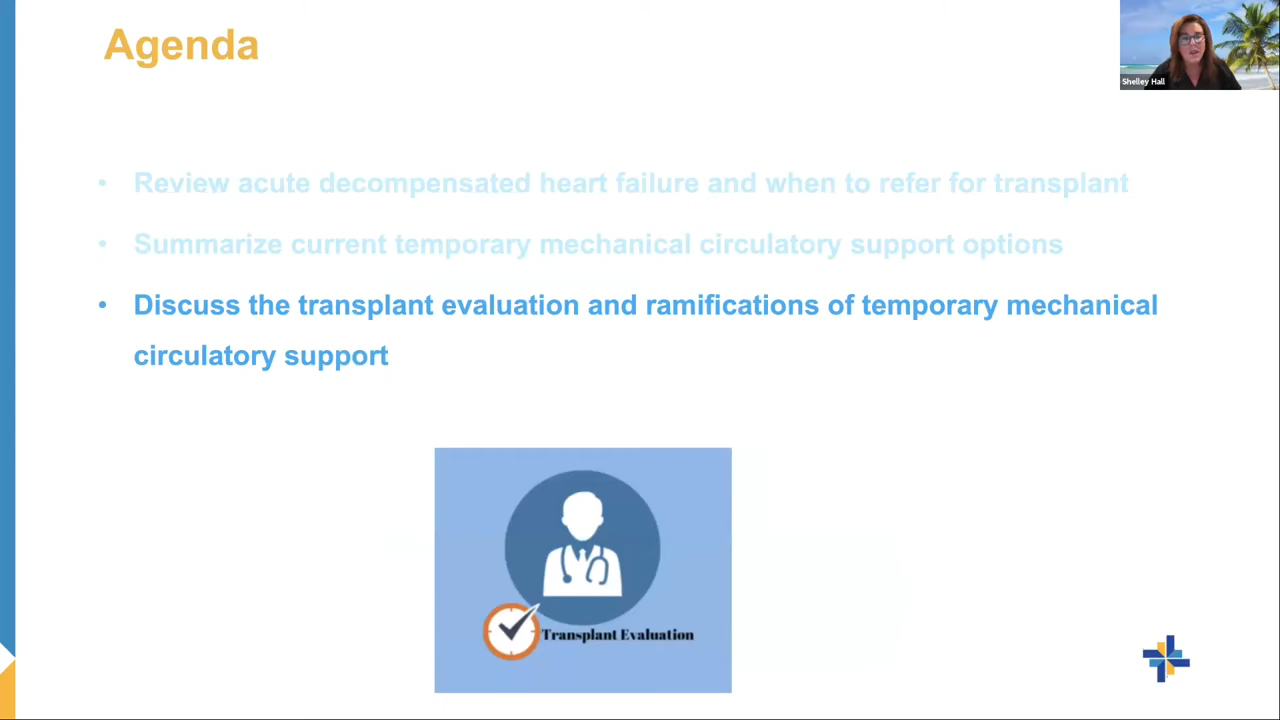 Agenda
Shelley Hall
• Review acute decompensated heart failure and when to refer for transplant
• Summarize current temporary mechanical circulatory support options
• Discuss the transplant evaluation and ramifications of temporary mechanical
circulatory support
Transplant Evaluation